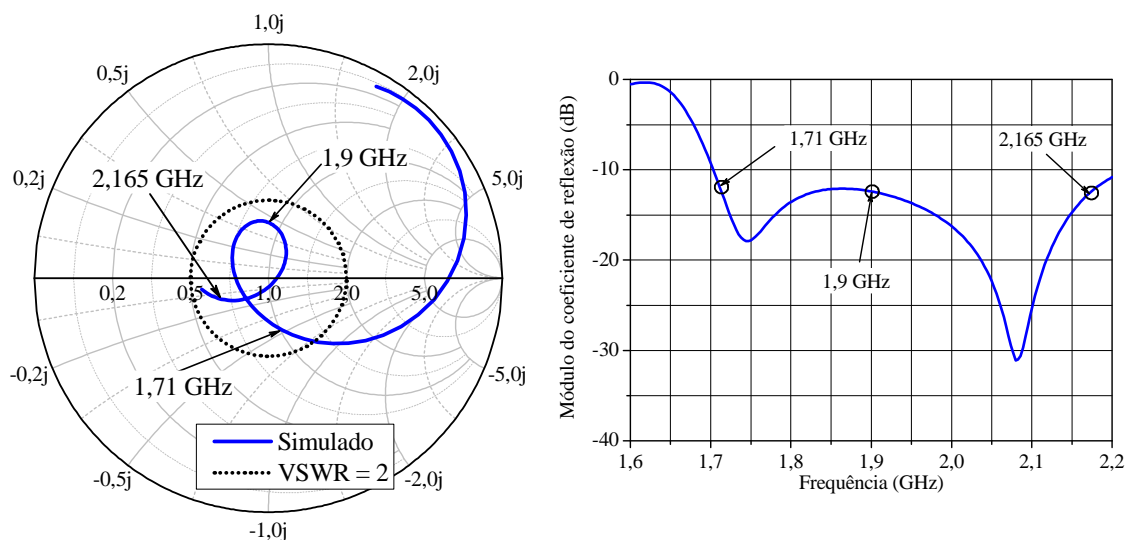 1,0j
0,5j
2,0j
0,2j
5,0j
1,9 GHz
2,165 GHz
0,2
0,5
1,0
2,0
5,0
1,71 GHz
-0,2j
-5,0j
-0,5j
-2,0j
-1,0j
Simulado
VSWR = 2
Módulo do coeficiente de reflexão (dB)
0
-10
-20
-30
-40
1,71 GHz
2,165 GHz
1,9 GHz
1,6
1,7
1,8
1,9
2,0
2,1
2,2
Frequência (GHz)